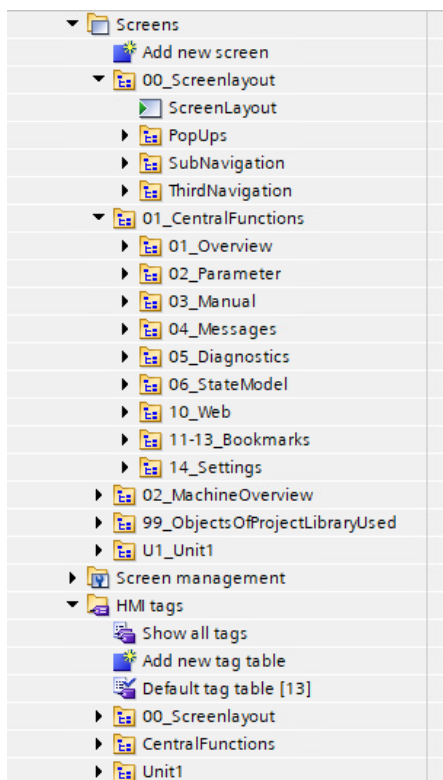 Screens
Add new screen
00_Screenlayout
ScreenLayout
PopUps
SubNavigation
ThirdNavigation
01_CentralFunctions
01_Overview
02_Parameter
03_Manual
04_Messages
05_Diagnostics
06_StateModel
10_Web
11-13_Bookmarks
14_Settings
02_MachineOverview
99_ObjectsOfProjectLibraryUsed
U1_Unit1
Screen management
HMI tags
Show all tags
Add new tag table
Default tag table [13]
00_Screenlayout
CentralFunctions
Unit1